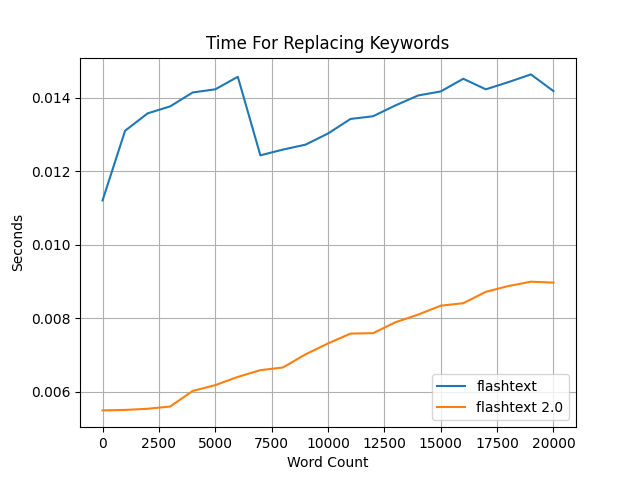 Time For Replacing Keywords
0.014
0.012
0.010
0.008
0.006
Seconds
flashtext
flashtext 2.0
0 2500 5000 7500 10000 12500 15000 17500 20000
Word Count